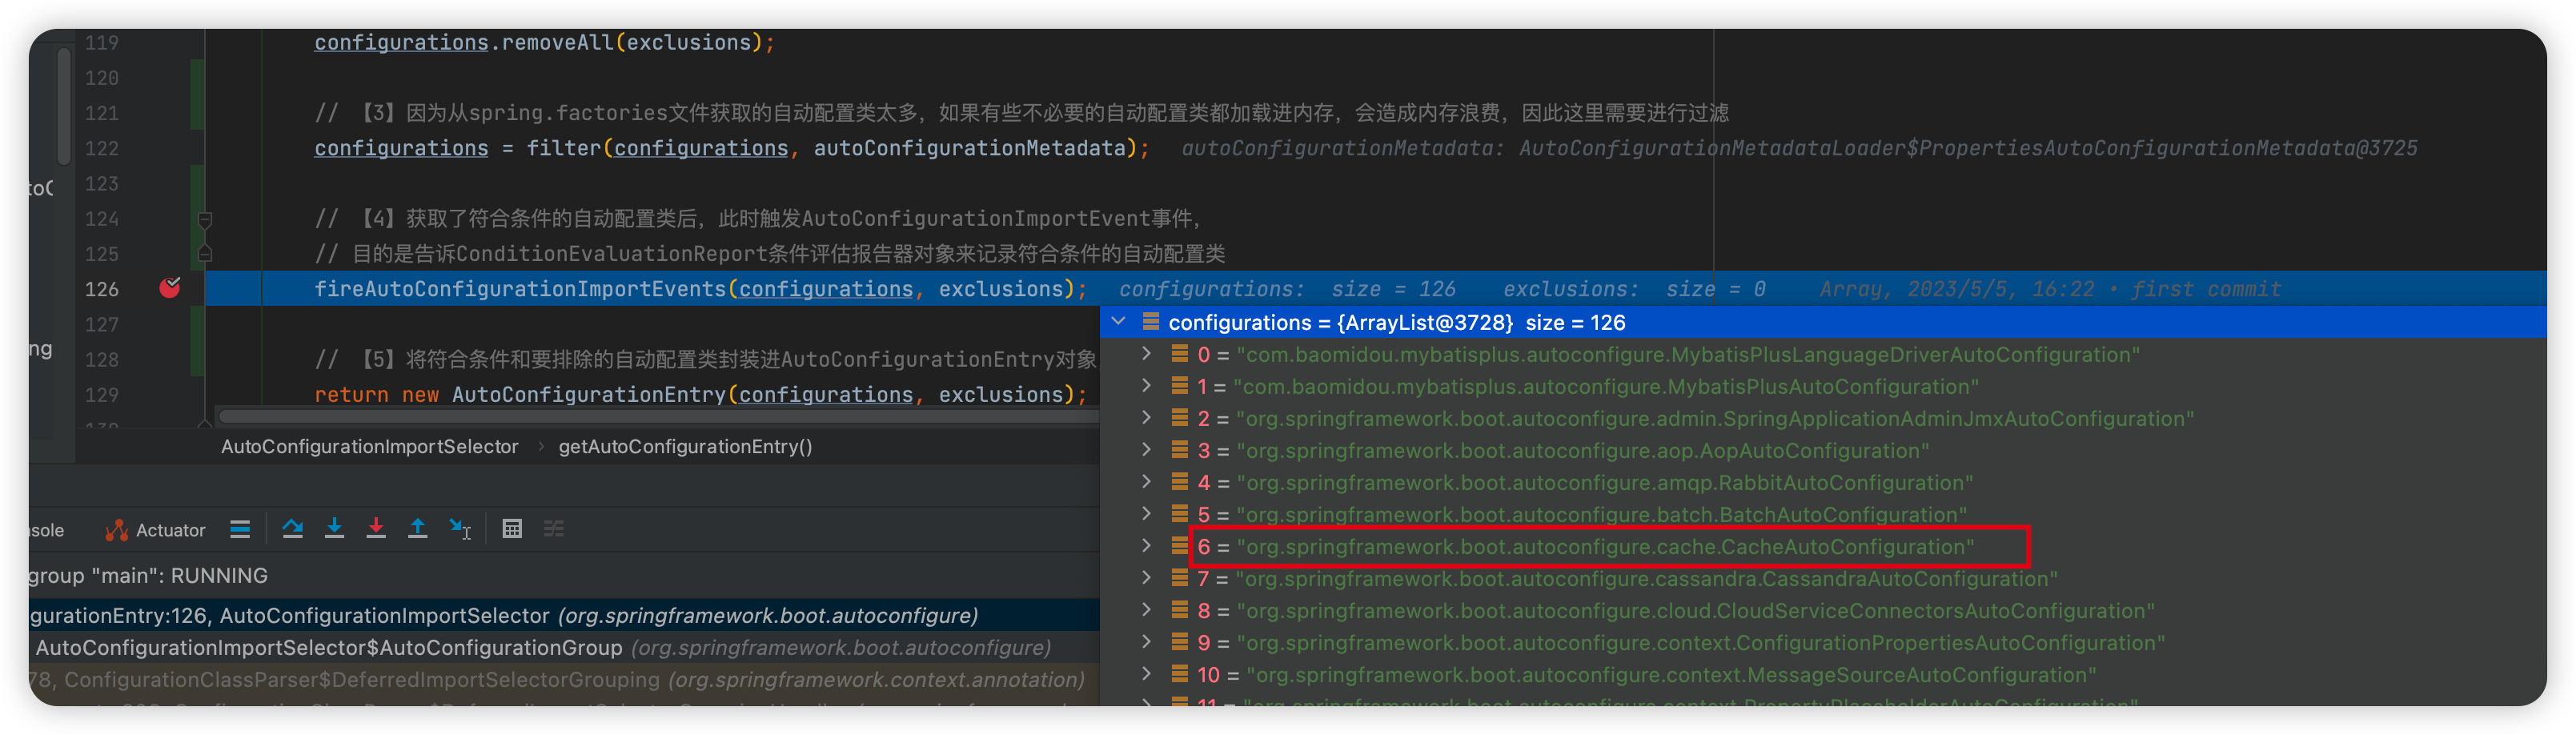 119 configurations.removeAll(exclusions);
120
121 // 【3】因为从spring.factories文件获取的自动配置类太多，如果有些不必要的自动配置类都加载进内存，会造成内存浪费，因此这里需要进行过滤
122 configurations = filter(configurations, autoConfigurationMetadata); autoConfigurationMetadata: AutoConfigurationMetadataLoader$PropertiesAutoConfigurationMetadata@3725
123
toC
124 // 【4】获取了符合条件的自动配置类后，此时触发AutoConfigurationImportEvent事件，
125 // 目的是告诉ConditionEvaluationReport条件评估报告器对象来记录符合条件的自动配置类
126 fireAutoConfigurationImportEvents(configurations, exclusions); configurations: size = 126 exclusions: size = 0 Array, 2023/5/5, 16:22 • first commit
127
ng
128 // 【5】将符合条件和要排除的自动配置类封装进AutoConfigurationEntry对象
129 return new AutoConfigurationEntry(configurations, exclusions);
AutoConfigurationImportSelector › getAutoConfigurationEntry()
configurations = {ArrayList@3728} size = 126
0 = "com.baomidou.mybatisplus.autoconfigure.MybatisPlusLanguageDriverAutoConfiguration"
1 = "com.baomidou.mybatisplus.autoconfigure.MybatisPlusAutoConfiguration"
2 = "org.springframework.boot.autoconfigure.admin.SpringApplicationAdminJmxAutoConfiguration"
3 = "org.springframework.boot.autoconfigure.aop.AopAutoConfiguration"
4 = "org.springframework.boot.autoconfigure.amqp.RabbitAutoConfiguration"
5 = "org.springframework.boot.autoconfigure.batch.BatchAutoConfiguration"
6 = "org.springframework.boot.autoconfigure.cache.CacheAutoConfiguration"
7 = "org.springframework.boot.autoconfigure.cassandra.CassandraAutoConfiguration"
8 = "org.springframework.boot.autoconfigure.cloud.CloudServiceConnectorsAutoConfiguration"
9 = "org.springframework.boot.autoconfigure.context.ConfigurationPropertiesAutoConfiguration"
10 = "org.springframework.boot.autoconfigure.context.MessageSourceAutoConfiguration"
11 = "org.springframework.boot.autoconfigure.context.PropertyPlaceholderAutoConfiguration"
sole Actuator
group "main": RUNNING
gurationEntry:126, AutoConfigurationImportSelector (org.springframework.boot.autoconfigure)
AutoConfigurationImportSelector$AutoConfigurationGroup (org.springframework.boot.autoconfigure)
78, ConfigurationClassParser$DeferredImportSelectorGrouping (org.springframework.context.annotation)